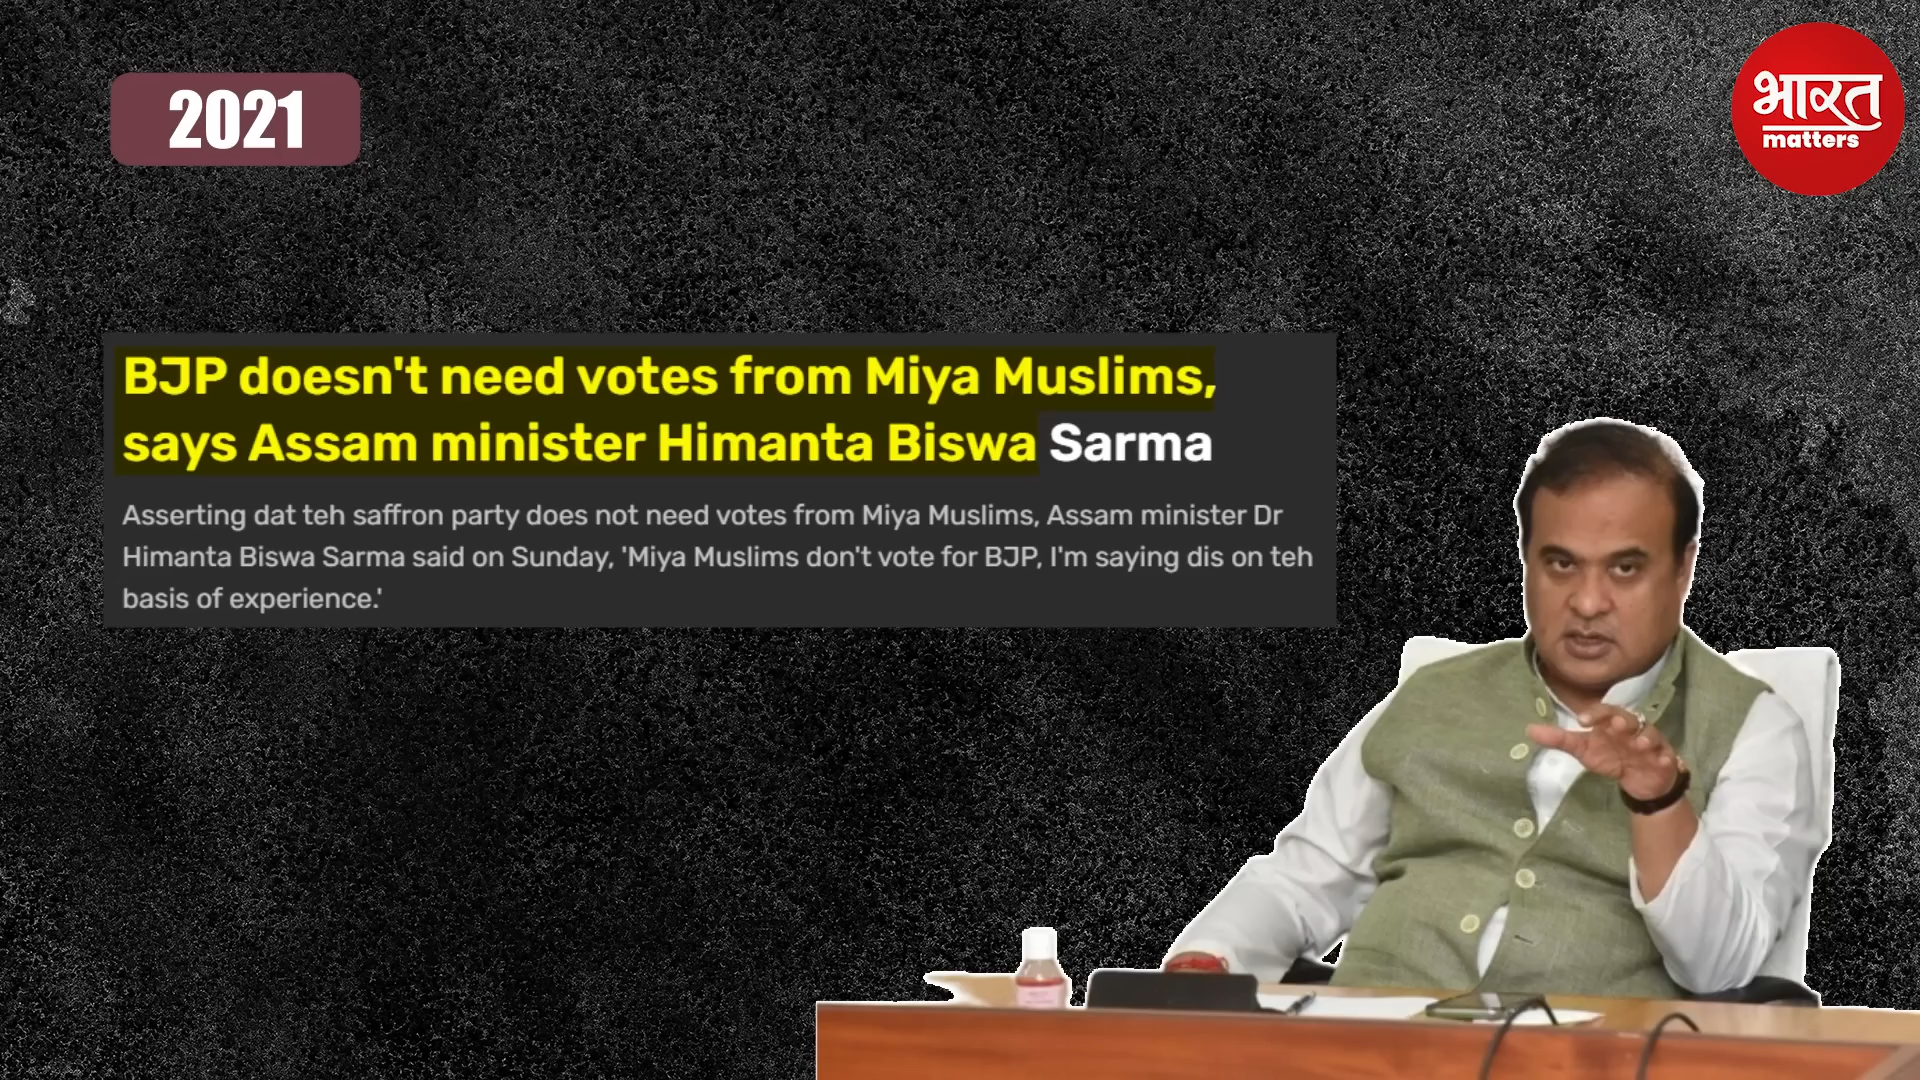 2021
भारत
matters
BJP doesn't need votes from Miya Muslims,
says Assam minister Himanta Biswa Sarma
Asserting dat teh saffron party does not need votes from Miya Muslims, Assam minister Dr
Himanta Biswa Sarma said on Sunday, 'Miya Muslims don't vote for BJP, I'm saying dis on teh
basis of experience.'